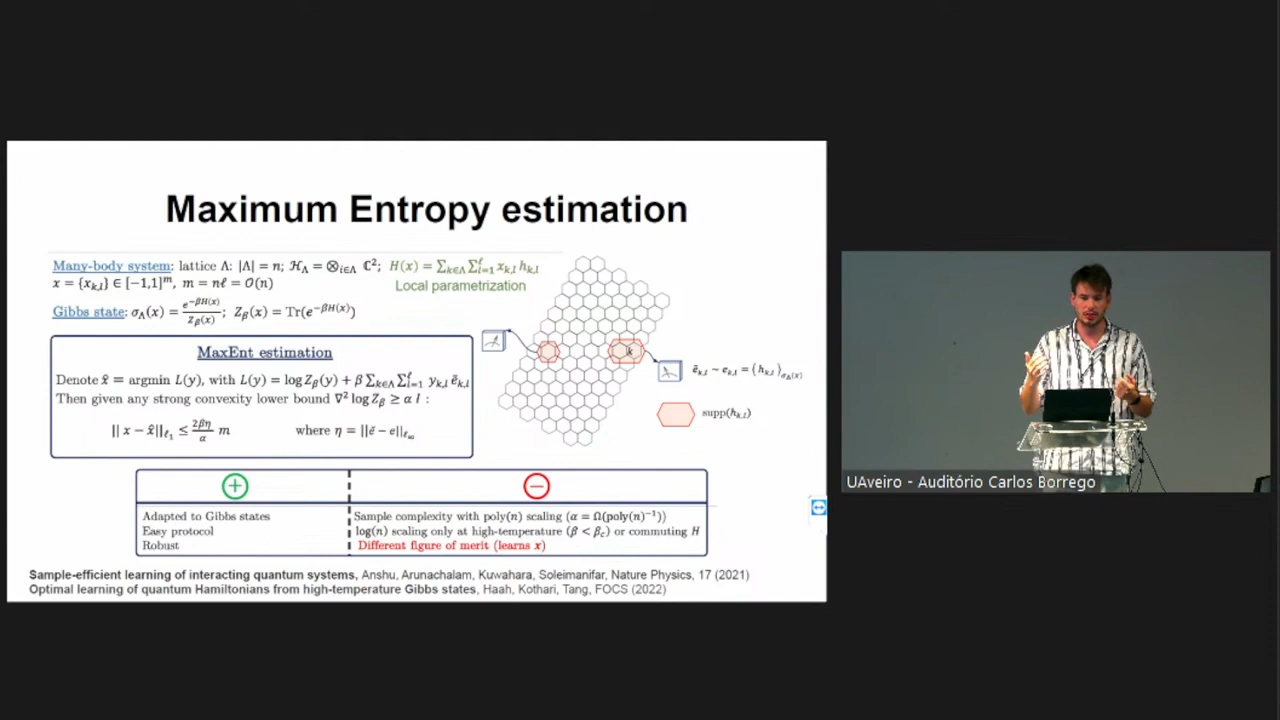 Maximum Entropy estimation
Many-body system: lattice Λ: |Λ| = n; ℋ_Λ = ⊗_{i∈Λ} ℂ²; H(x) = ∑_{k∈Λ} ∑_{l=1}^{ℓ} x_{k,l} h_{k,l}
x = {x_{k,l}} ∈ [-1,1]^m, m = nℓ = O(n)
Local parametrization
Gibbs state: σ_Λ(x) = e^{-βH(x)} / Z_β(x); Z_β(x) = Tr(e^{-βH(x)})
MaxEnt estimation
Denote x̂ = argmin L(y), with L(y) = log Z_β(y) + β ∑_{k∈Λ} ∑_{l=1}^{ℓ} y_{k,l} ẽ_{k,l}
Then given any strong convexity lower bound ∇² log Z_β ≥ α I :
|| x - x̂ ||_{ℓ₁} ≤ 2βη/α m where η = ||ẽ - e||_{ℓ∞}
k
ẽ_{k,l} ~ e_{k,l} = ⟨h_{k,l}⟩_{σ_Λ(x)}
supp(h_{k,l})
+ −
Adapted to Gibbs states
Easy protocol
Robust
Sample complexity with poly(n) scaling (α = Ω(poly(n)⁻¹))
log(n) scaling only at high-temperature (β < β_c) or commuting H
Different figure of merit (learns x)
Sample-efficient learning of interacting quantum systems, Anshu, Arunachalam, Kuwahara, Soleimanifar, Nature Physics, 17 (2021)
Optimal learning of quantum Hamiltonians from high-temperature Gibbs states, Haah, Kothari, Tang, FOCS (2022)
UAveiro - Auditório Carlos Borrego